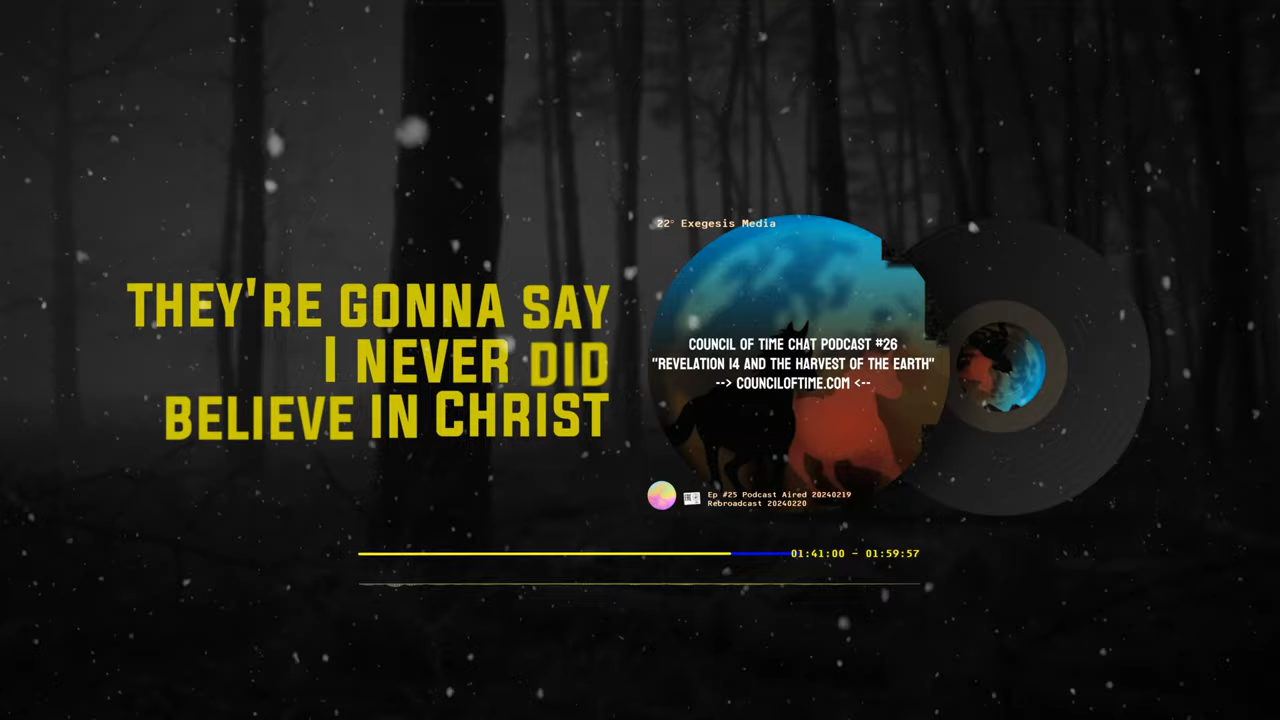 THEY'RE GONNA SAY
I NEVER DID
BELIEVE IN CHRIST
22° Exegesis Media
COUNCIL OF TIME CHAT PODCAST #26
"REVELATION 14 AND THE HARVEST OF THE EARTH"
--> COUNCILOFTIME.COM <--
Ep #25 Podcast Aired 20240219
Rebroadcast 20240220
01:41:00 — 01:59:57